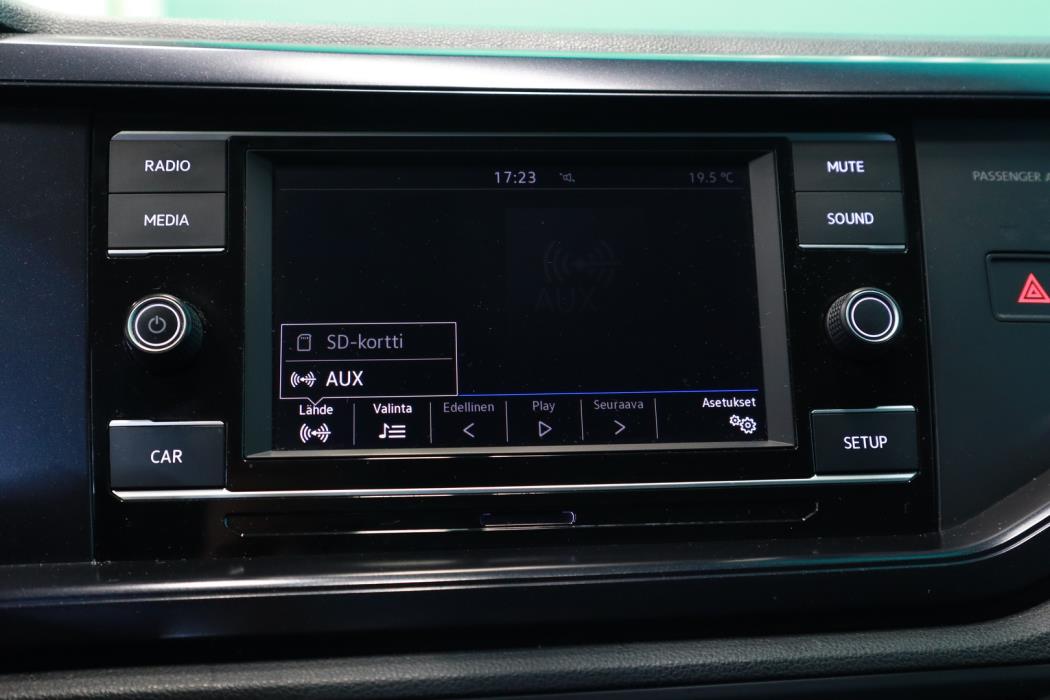 RADIO
MEDIA
17:23
19.5 °C
MUTE
SOUND
PASSENGER
AUX
SD-kortti
AUX
Lähde
Valinta
Edellinen
Play
Seuraava
Asetukset
CAR
SETUP